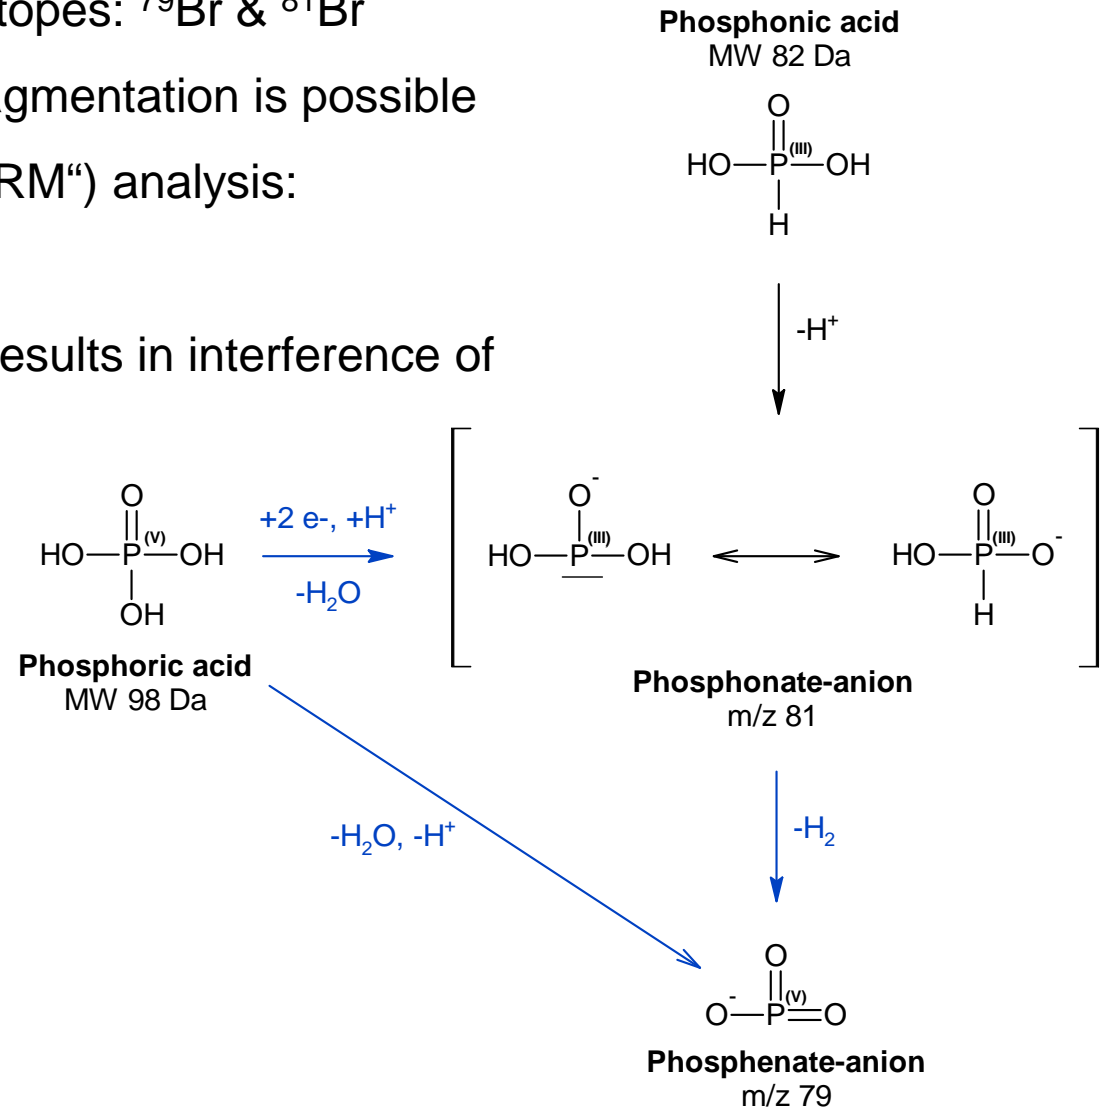 topes: ⁷⁹Br & ⁸¹Br
agmentation is possible
RM“) analysis:
esults in interference of
Phosphonic acid
MW 82 Da
O
HO P (III) OH
H
-H⁺
O
HO P (V) OH
OH
Phosphoric acid
MW 98 Da
+2 e-, +H⁺
-H₂O
O⁻
HO P (III) OH
O
HO P (III) O⁻
H
Phosphonate-anion
m/z 81
-H₂O, -H⁺
-H₂
O
O⁻ P (V) O
Phosphenate-anion
m/z 79